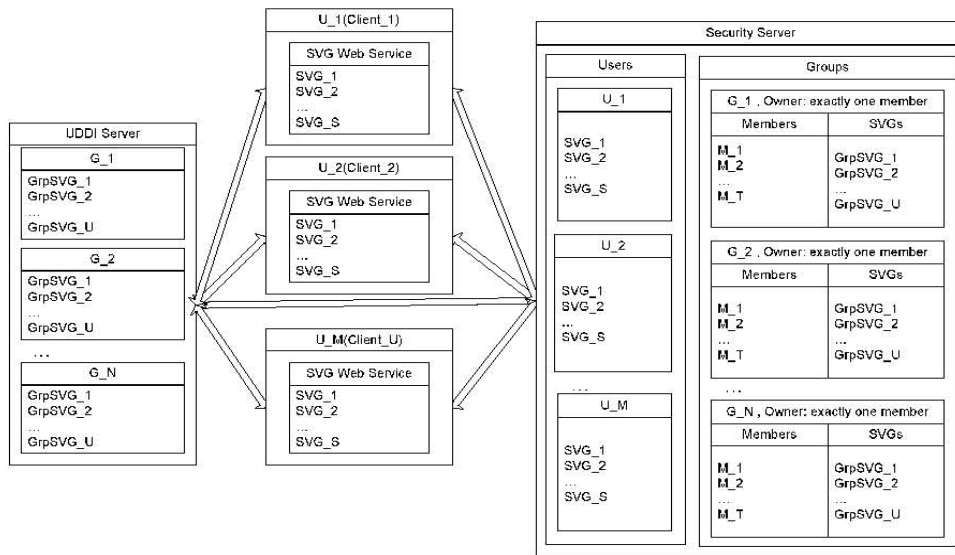 UDDI Server
G_1
GrpSVG_1
GrpSVG_2
...
GrpSVG_U
G_2
GrpSVG_1
GrpSVG_2
...
GrpSVG_U
...
G_N
GrpSVG_1
GrpSVG_2
...
GrpSVG_U
U_1(Client_1)
SVG Web Service
SVG_1
SVG_2
...
SVG_S
U_2(Client_2)
SVG Web Service
SVG_1
SVG_2
...
SVG_S
U_M(Client_U)
SVG Web Service
SVG_1
SVG_2
...
SVG_S
Security Server
Users
U_1
SVG_1
SVG_2
...
SVG_S
U_2
SVG_1
SVG_2
...
SVG_S
...
U_M
SVG_1
SVG_2
...
SVG_S
Groups
G_1 , Owner: exactly one member
Members
M_1
M_2
...
M_T
SVGs
GrpSVG_1
GrpSVG_2
...
GrpSVG_U
G_2 , Owner: exactly one member
Members
M_1
M_2
...
M_T
SVGs
GrpSVG_1
GrpSVG_2
...
GrpSVG_U
...
G_N , Owner: exactly one member
Members
M_1
M_2
...
M_T
SVGs
GrpSVG_1
GrpSVG_2
...
GrpSVG_U